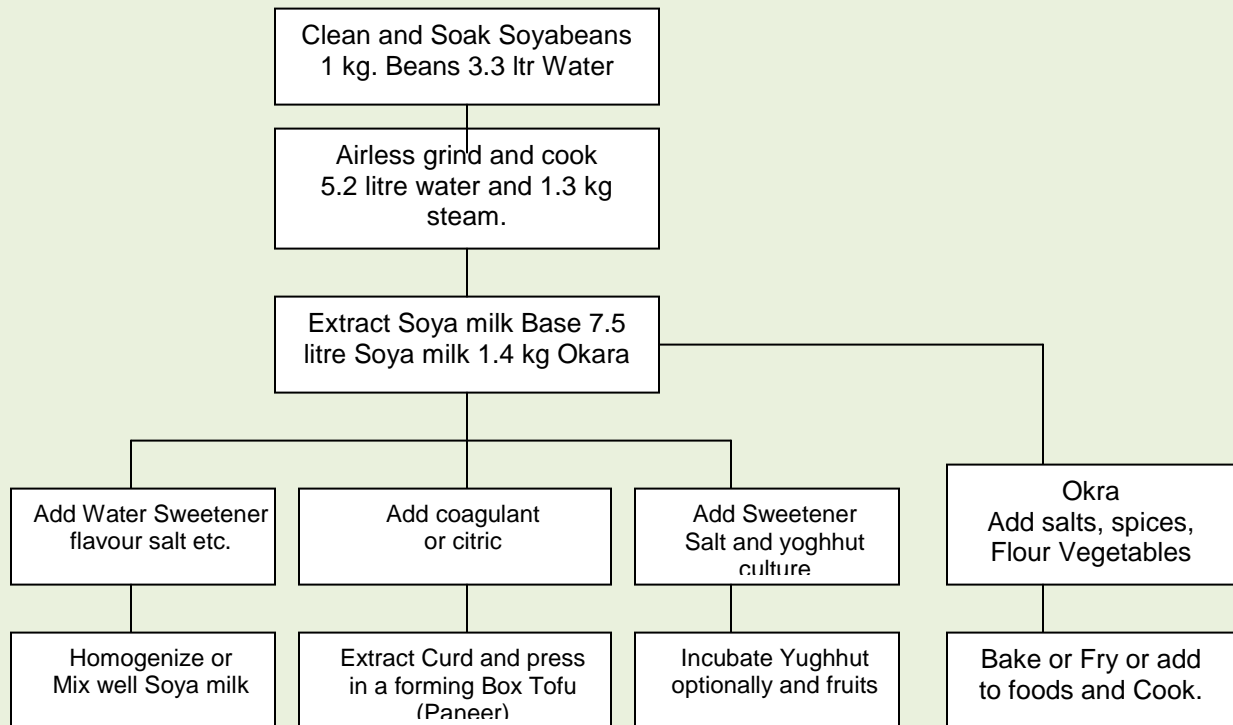 Clean and Soak Soyabeans
1 kg. Beans 3.3 ltr Water
Airless grind and cook
5.2 litre water and 1.3 kg
steam.
Extract Soya milk Base 7.5
litre Soya milk 1.4 kg Okara
Add Water Sweetener
flavour salt etc.
Add coagulant
or citric
Add Sweetener
Salt and yoghhut
culture
Okra
Add salts, spices,
Flour Vegetables
Homogenize or
Mix well Soya milk
Extract Curd and press
in a forming Box Tofu
(Paneer)
Incubate Yughhut
optionally and fruits
Bake or Fry or add
to foods and Cook.